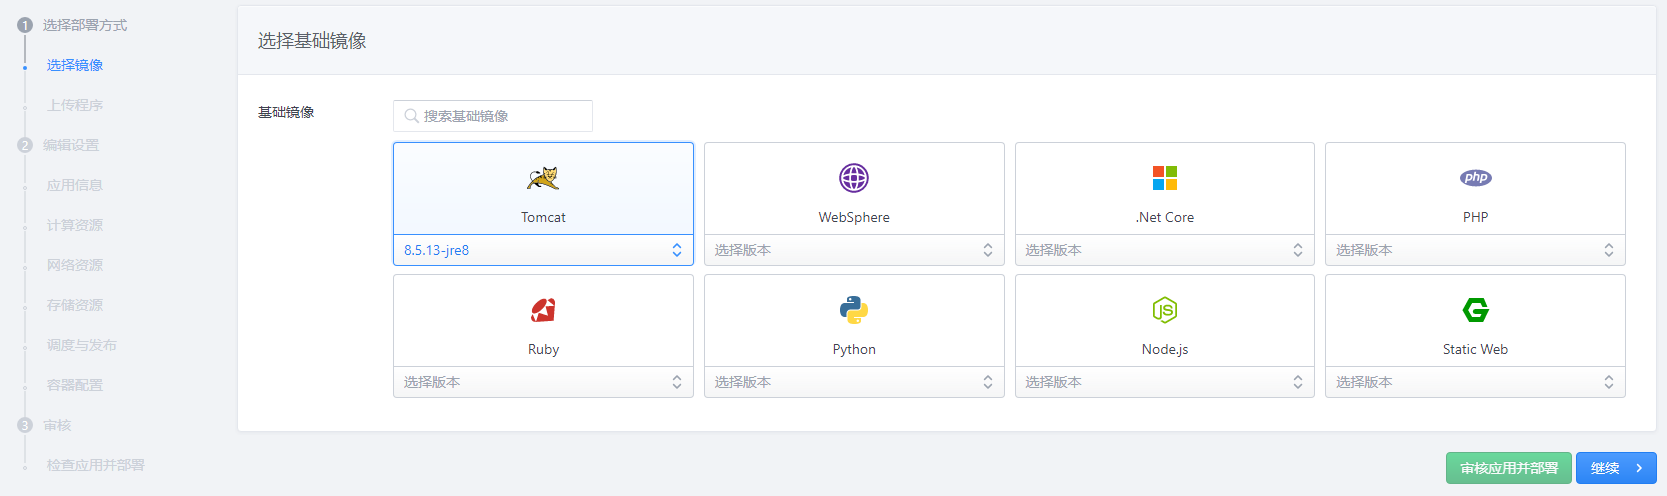 1 选择部署方式
选择镜像
上传程序
2 编辑设置
应用信息
计算资源
网络资源
存储资源
调度与发布
容器配置
3 审核
检查应用并部署
选择基础镜像
基础镜像
搜索基础镜像
Tomcat
8.5.13-jre8
WebSphere
选择版本
.Net Core
选择版本
php
PHP
选择版本
Ruby
选择版本
Python
选择版本
JS
Node.js
选择版本
Static Web
选择版本
审核应用并部署
继续